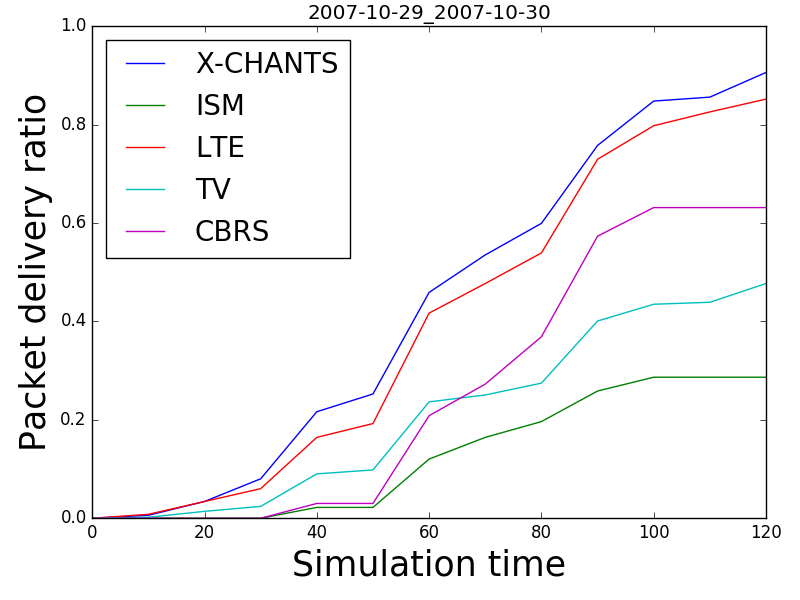 2007-10-29_2007-10-30
1.0
0.8
0.6
0.4
0.2
0.0
Packet delivery ratio
X-CHANTS
ISM
LTE
TV
CBRS
0 20 40 60 80 100 120
Simulation time